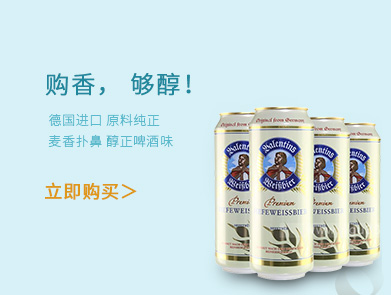 购香， 够醇！
德国进口 原料纯正
麦香扑鼻 醇正啤酒味
立即购买＞
Valentins
Weißbier
Premium
HEFEWEISSBIER